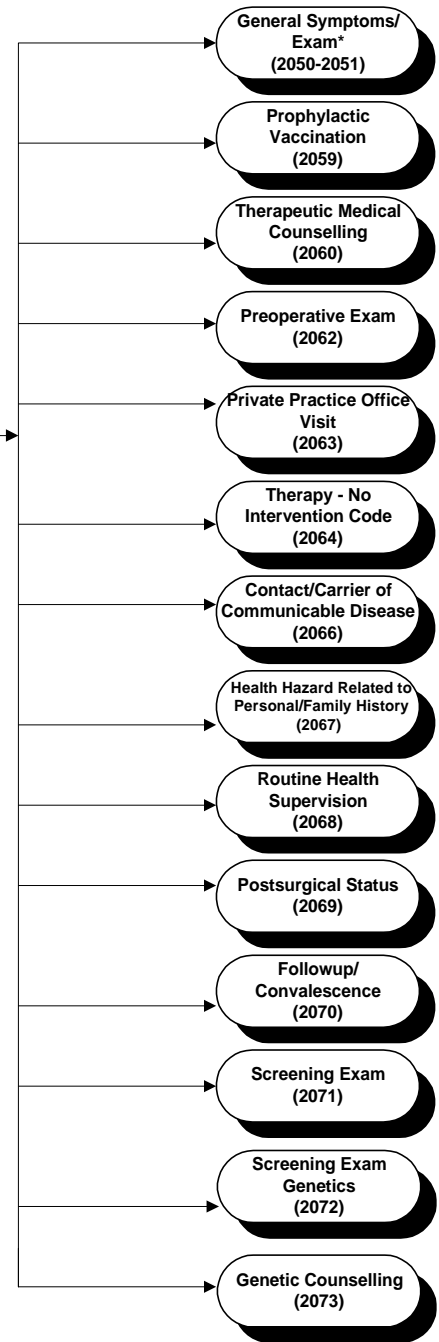 General Symptoms/
Exam*
(2050-2051)
Prophylactic
Vaccination
(2059)
Therapeutic Medical
Counselling
(2060)
Preoperative Exam
(2062)
Private Practice Office
Visit
(2063)
Therapy - No
Intervention Code
(2064)
Contact/Carrier of
Communicable Disease
(2066)
Health Hazard Related to
Personal/Family History
(2067)
Routine Health
Supervision
(2068)
Postsurgical Status
(2069)
Followup/
Convalescence
(2070)
Screening Exam
(2071)
Screening Exam
Genetics
(2072)
Genetic Counselling
(2073)